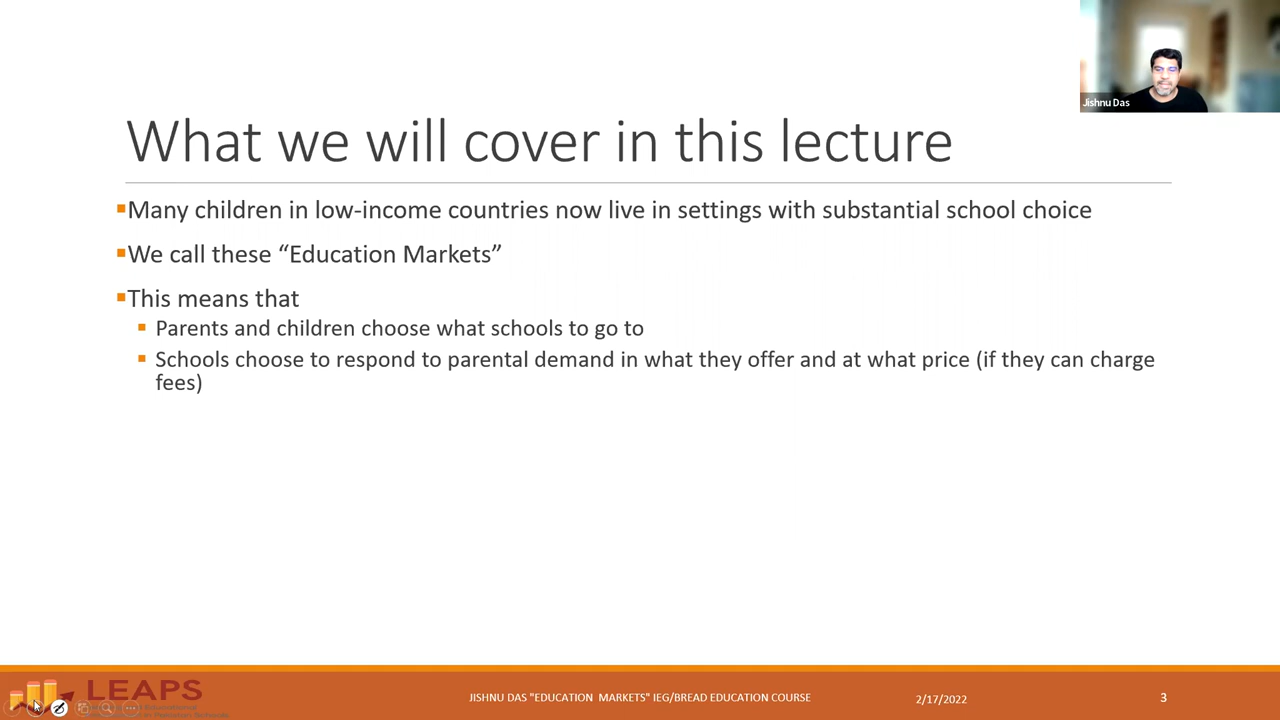 Jishnu Das
What we will cover in this lecture
Many children in low-income countries now live in settings with substantial school choice
We call these “Education Markets”
This means that
Parents and children choose what schools to go to
Schools choose to respond to parental demand in what they offer and at what price (if they can charge
fees)
LEAPS
JISHNU DAS "EDUCATION MARKETS" IEG/BREAD EDUCATION COURSE
2/17/2022
3